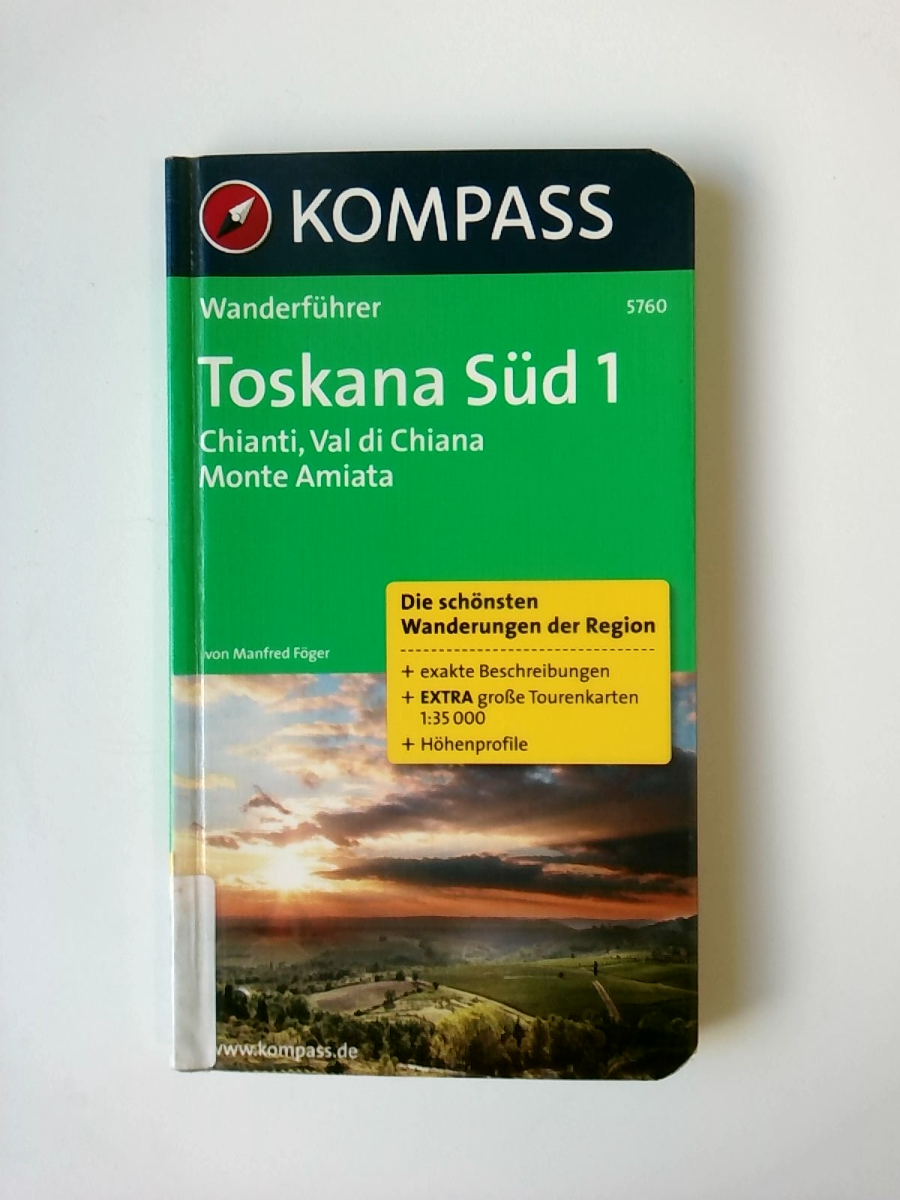 KOMPASS
Wanderführer
5760
Toskana Süd 1
Chianti, Val di Chiana
Monte Amiata
Die schönsten
Wanderungen der Region
+ exakte Beschreibungen
+ EXTRA große Tourenkarten
1:35 000
+ Höhenprofile
von Manfred Föger
www.kompass.de